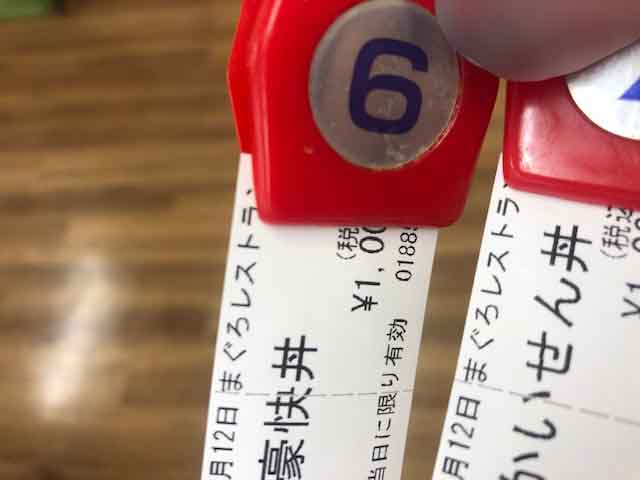 6
月12日 まぐろレストラ
豪快丼
(税
¥1,00
当日に限り有効 0188
月12日 まぐろレストラ
かいせん丼
(税込
¥1